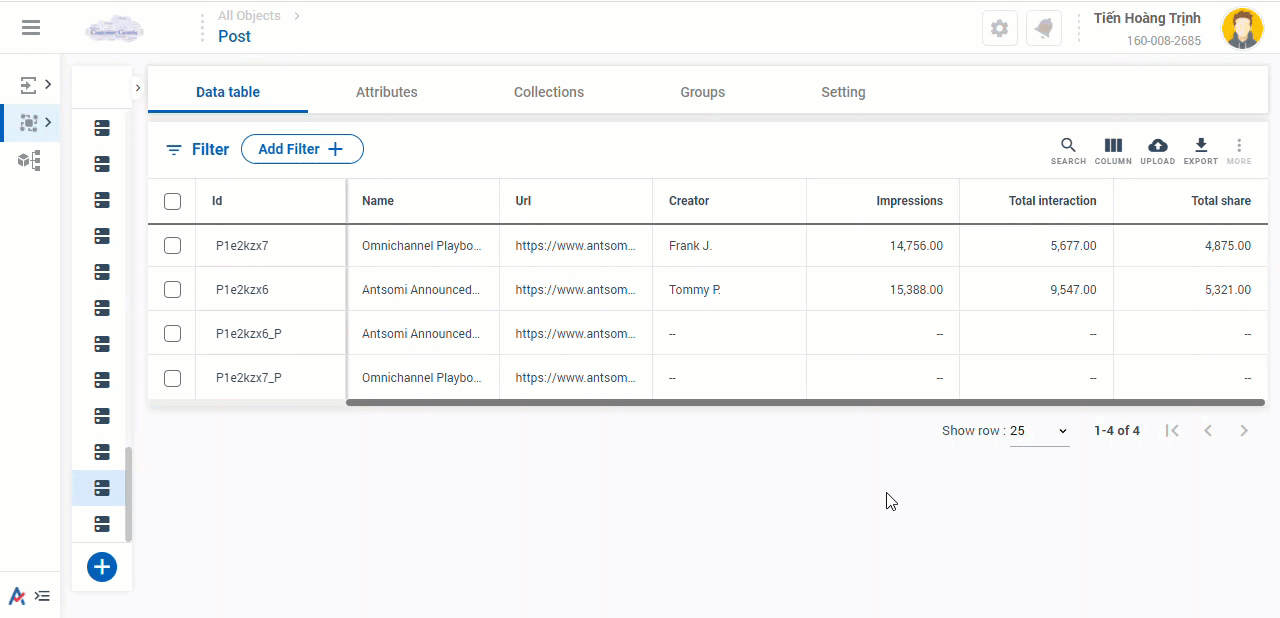 All Objects
Post
Tiến Hoàng Trịnh
160-008-2685
Data table Attributes Collections Groups Setting
Filter Add Filter
SEARCH COLUMN UPLOAD EXPORT MORE
Id Name Url Creator Impressions Total interaction Total share
P1e2kzx7 Omnichannel Playbo... https://www.antsom... Frank J. 14,756.00 5,677.00 4,875.00
P1e2kzx6 Antsomi Announced... https://www.antsom... Tommy P. 15,388.00 9,547.00 5,321.00
P1e2kzx6_P Antsomi Announced... https://www.antsom... -- -- -- --
P1e2kzx7_P Omnichannel Playbo... https://www.antsom... -- -- -- --
Show row : 25 1-4 of 4